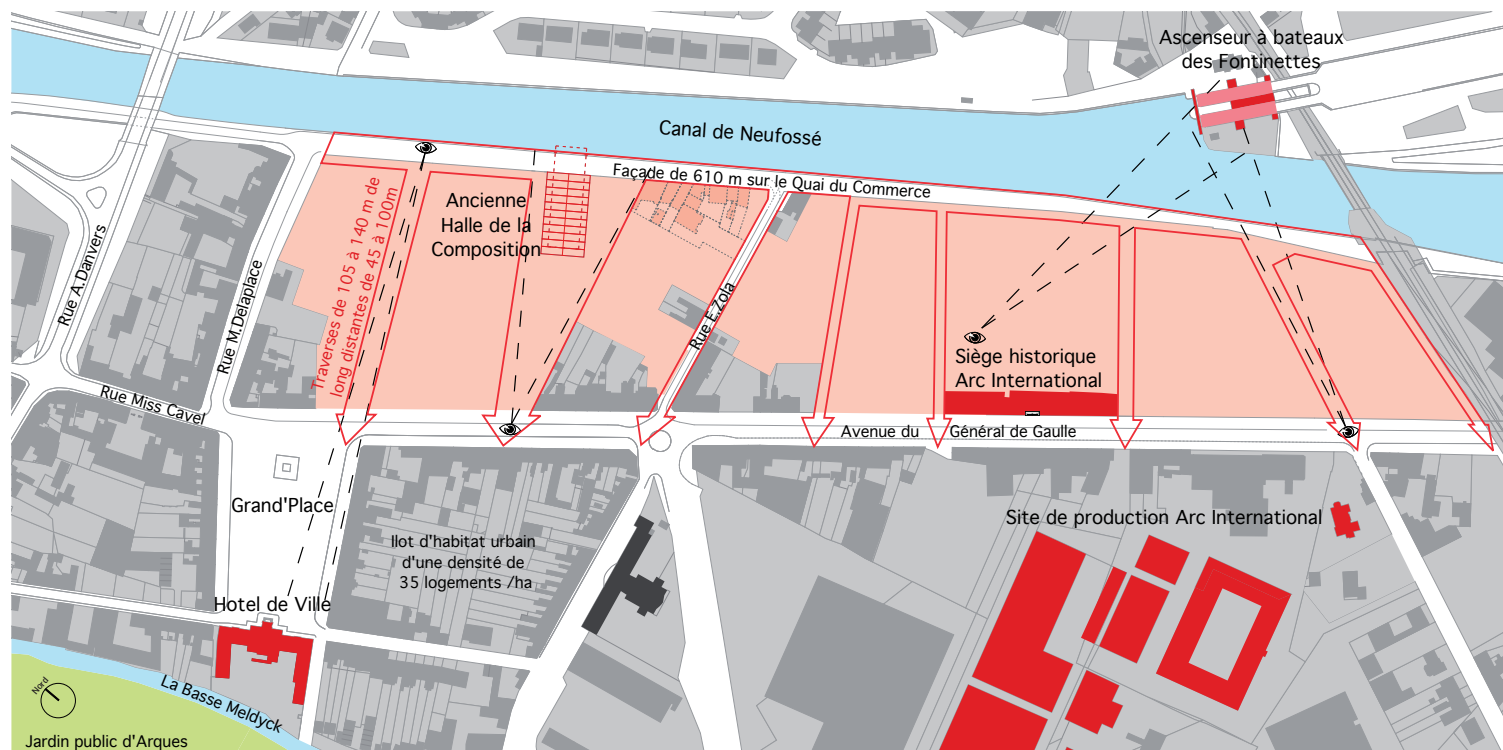 Ascenseur à bateaux
des Fontinettes
Canal de Neufossé
Façade de 610 m sur le Quai du Commerce
Ancienne
Halle de la
Composition
Traverses de 105 à 140 m de
long distantes de 45 à 100m
Rue A.Danvers
Rue M.Delaplace
Rue E.Zola
Siège historique
Arc International
Rue Miss Cavel
Avenue du Général de Gaulle
Grand'Place
Site de production Arc International
Ilot d'habitat urbain
d'une densité de
35 logements /ha
Hotel de Ville
La Basse Meldyck
Nord
Jardin public d'Arques